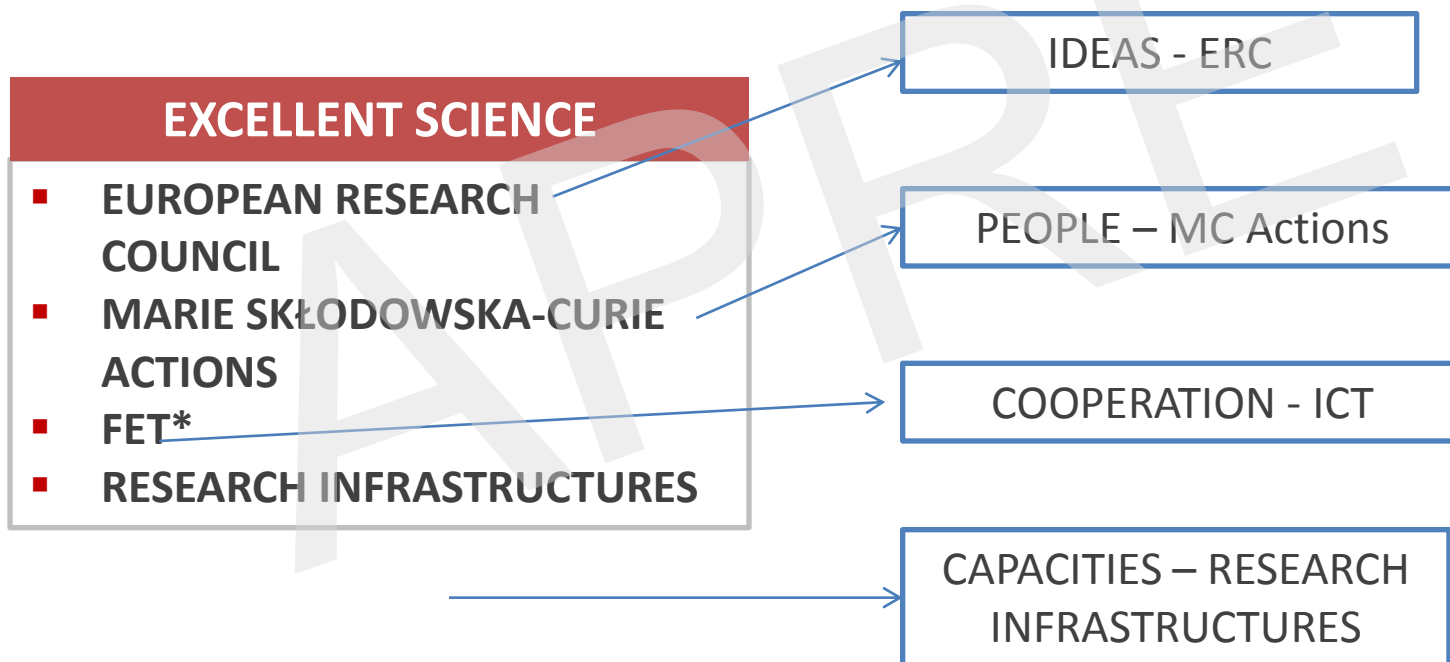 EXCELLENT SCIENCE
▪ EUROPEAN RESEARCH
COUNCIL
▪ MARIE SKŁODOWSKA-CURIE
ACTIONS
▪ FET*
▪ RESEARCH INFRASTRUCTURES
IDEAS - ERC
PEOPLE – MC Actions
COOPERATION - ICT
CAPACITIES – RESEARCH
INFRASTRUCTURES
APRE